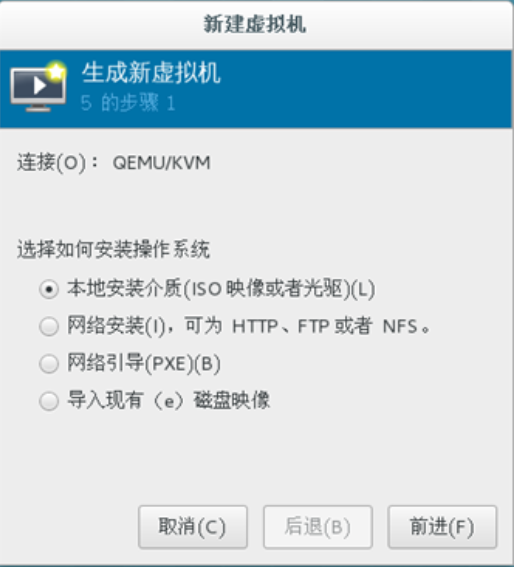 新建虚拟机
生成新虚拟机
5 的步骤 1
连接(O)： QEMU/KVM
选择如何安装操作系统
本地安装介质(ISO 映像或者光驱)(L)
网络安装(I)，可为 HTTP、FTP 或者 NFS。
网络引导(PXE)(B)
导入现有（e）磁盘映像
取消(C) 后退(B) 前进(F)